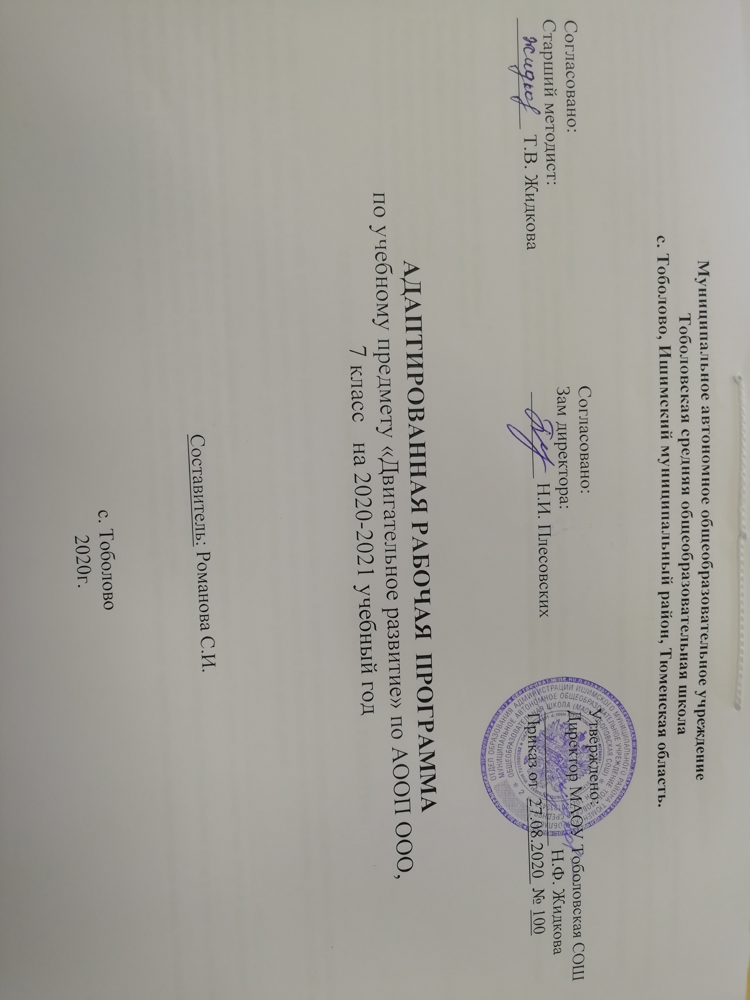 Муниципальное автономное общеобразовательное учреждение
Тоболовская средняя общеобразовательная школа
с. Тоболово, Ишимский муниципальный район, Тюменская область.
Согласовано:
Старший методист:
Т.В. Жидкова
Согласовано:
Зам директора:
Н.И. Плесовских
Утверждено:
Директор МАОУ Тоболовская СОШ
Н.Ф. Жидкова
Приказ от 27.08.2020 № 100
АДАПТИРОВАННАЯ РАБОЧАЯ ПРОГРАММА
по учебному предмету «Двигательное развитие» по АООП ООО,
7 класс на 2020-2021 учебный год
Составитель: Романова С.И.
с. Тоболово
2020г.